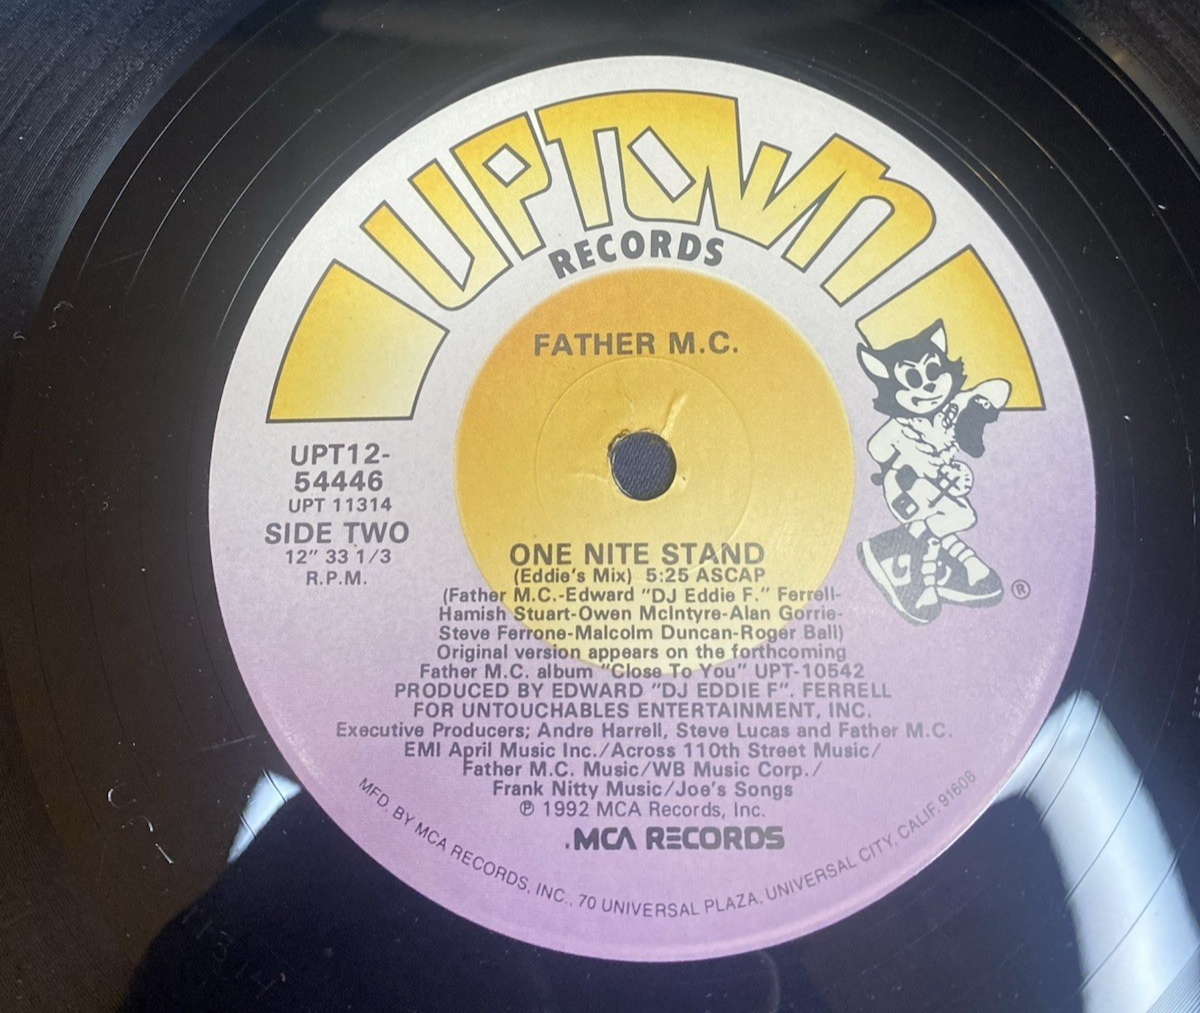 UPTOWN
RECORDS
FATHER M.C.
UPT12-
54446
UPT 11314
SIDE TWO
12" 33 1/3
R.P.M.
®
ONE NITE STAND
(Eddie's Mix) 5:25 ASCAP
(Father M.C.-Edward "DJ Eddie F." Ferrell-
Hamish Stuart-Owen McIntyre-Alan Gorrie-
Steve Ferrone-Malcolm Duncan-Roger Ball)
Original version appears on the forthcoming
Father M.C. album "Close To You" UPT-10542
PRODUCED BY EDWARD "DJ EDDIE F". FERRELL
FOR UNTOUCHABLES ENTERTAINMENT, INC.
Executive Producers; Andre Harrell, Steve Lucas and Father M.C.
EMI April Music Inc./Across 110th Street Music/
Father M.C. Music/WB Music Corp./
Frank Nitty Music/Joe's Songs
℗ 1992 MCA Records, Inc.
.MCA RECORDS
MFD. BY MCA RECORDS, INC., 70 UNIVERSAL PLAZA, UNIVERSAL CITY, CALIF. 91608